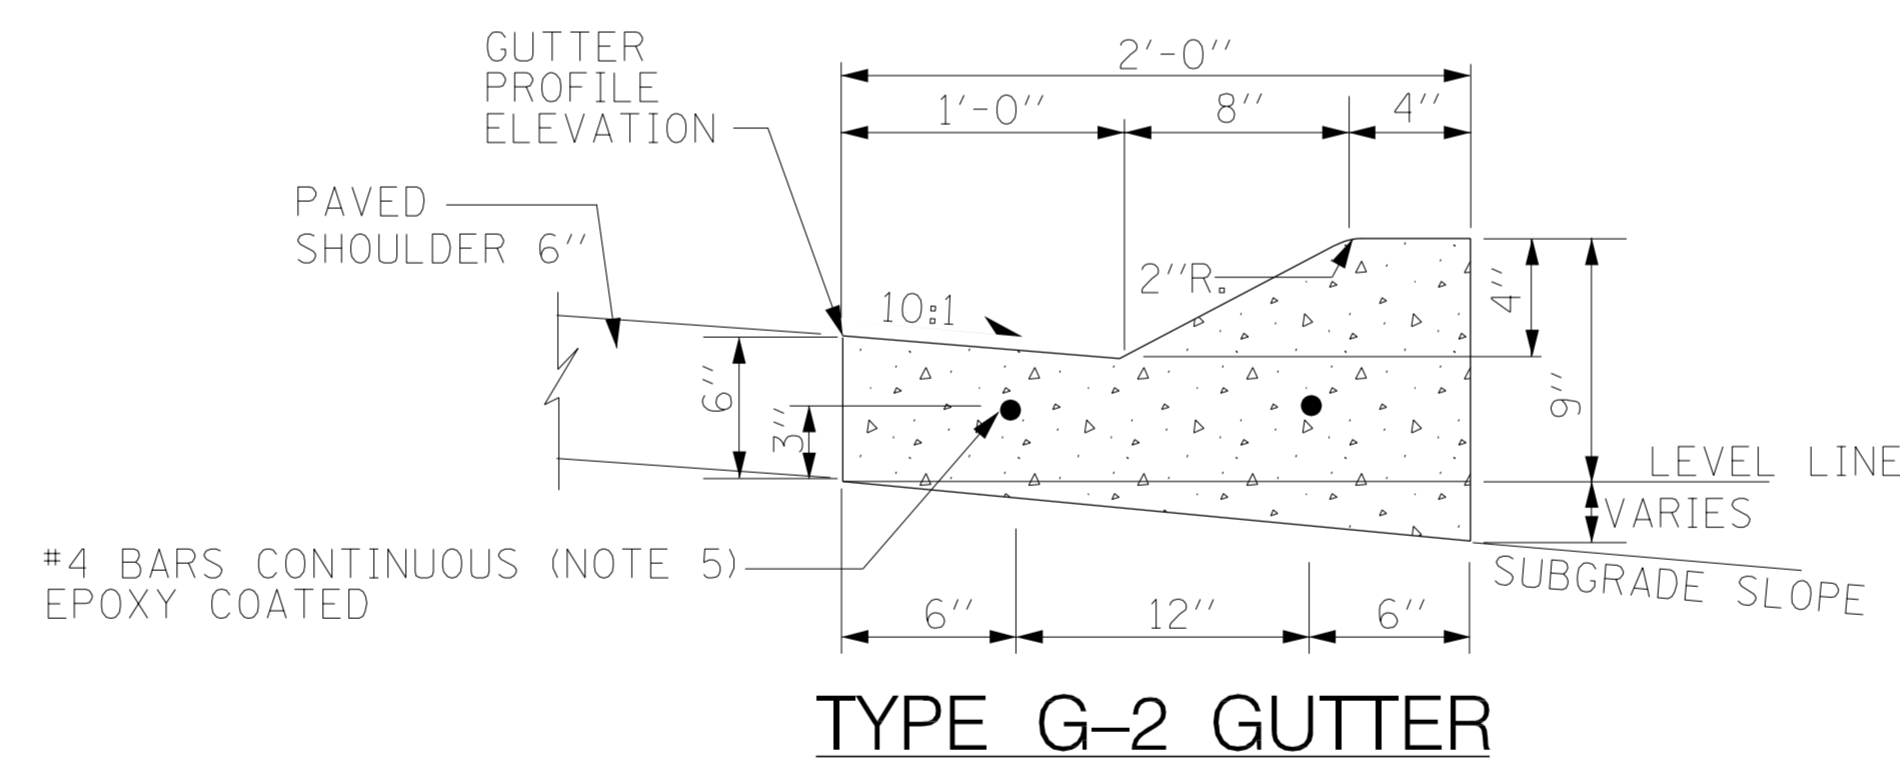 GUTTER
PROFILE
ELEVATION
2'-0"
1'-0"
8"
4"
PAVED
SHOULDER 6"
10:1
2"R.
4"
6"
3"
9"
LEVEL LINE
VARIES
#4 BARS CONTINUOUS (NOTE 5)
EPOXY COATED
SUBGRADE SLOPE
6"
12"
6"
TYPE G-2 GUTTER